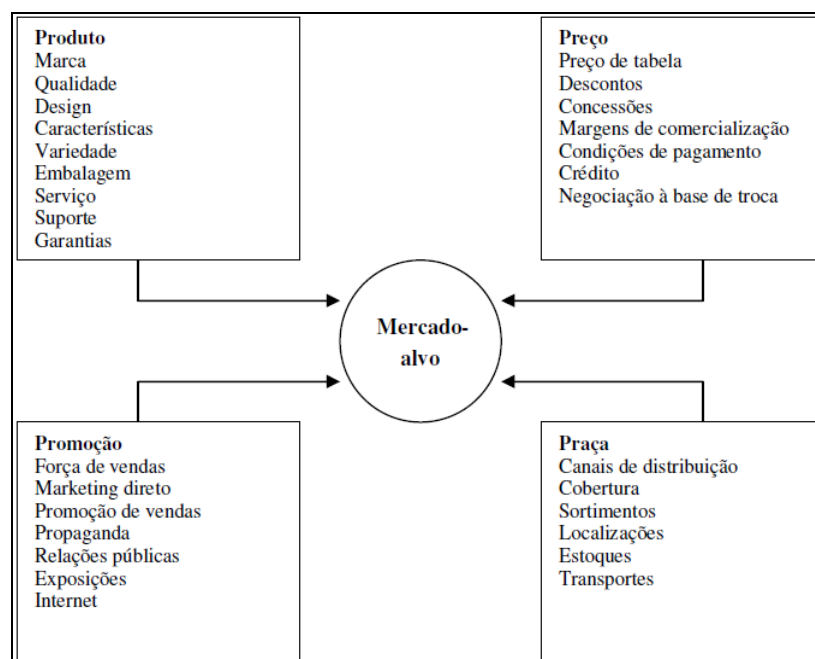 Produto
Marca
Qualidade
Design
Características
Variedade
Embalagem
Serviço
Suporte
Garantias
Preço
Preço de tabela
Descontos
Concessões
Margens de comercialização
Condições de pagamento
Crédito
Negociação à base de troca
Mercado-
alvo
Promoção
Força de vendas
Marketing direto
Promoção de vendas
Propaganda
Relações públicas
Exposições
Internet
Praça
Canais de distribuição
Cobertura
Sortimentos
Localizações
Estoques
Transportes